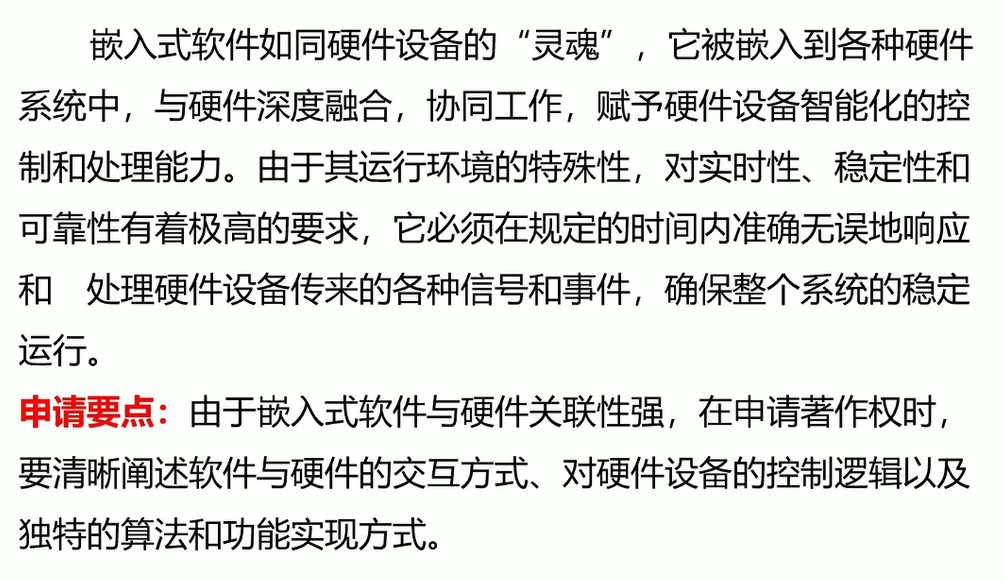 嵌入式软件如同硬件设备的“灵魂”，它被嵌入到各种硬件
系统中，与硬件深度融合，协同工作，赋予硬件设备智能化的控
制和处理能力。由于其运行环境的特殊性，对实时性、稳定性和
可靠性有着极高的要求，它必须在规定的时间内准确无误地响应
和　处理硬件设备传来的各种信号和事件，确保整个系统的稳定
运行。
申请要点：由于嵌入式软件与硬件关联性强，在申请著作权时，
要清晰阐述软件与硬件的交互方式、对硬件设备的控制逻辑以及
独特的算法和功能实现方式。